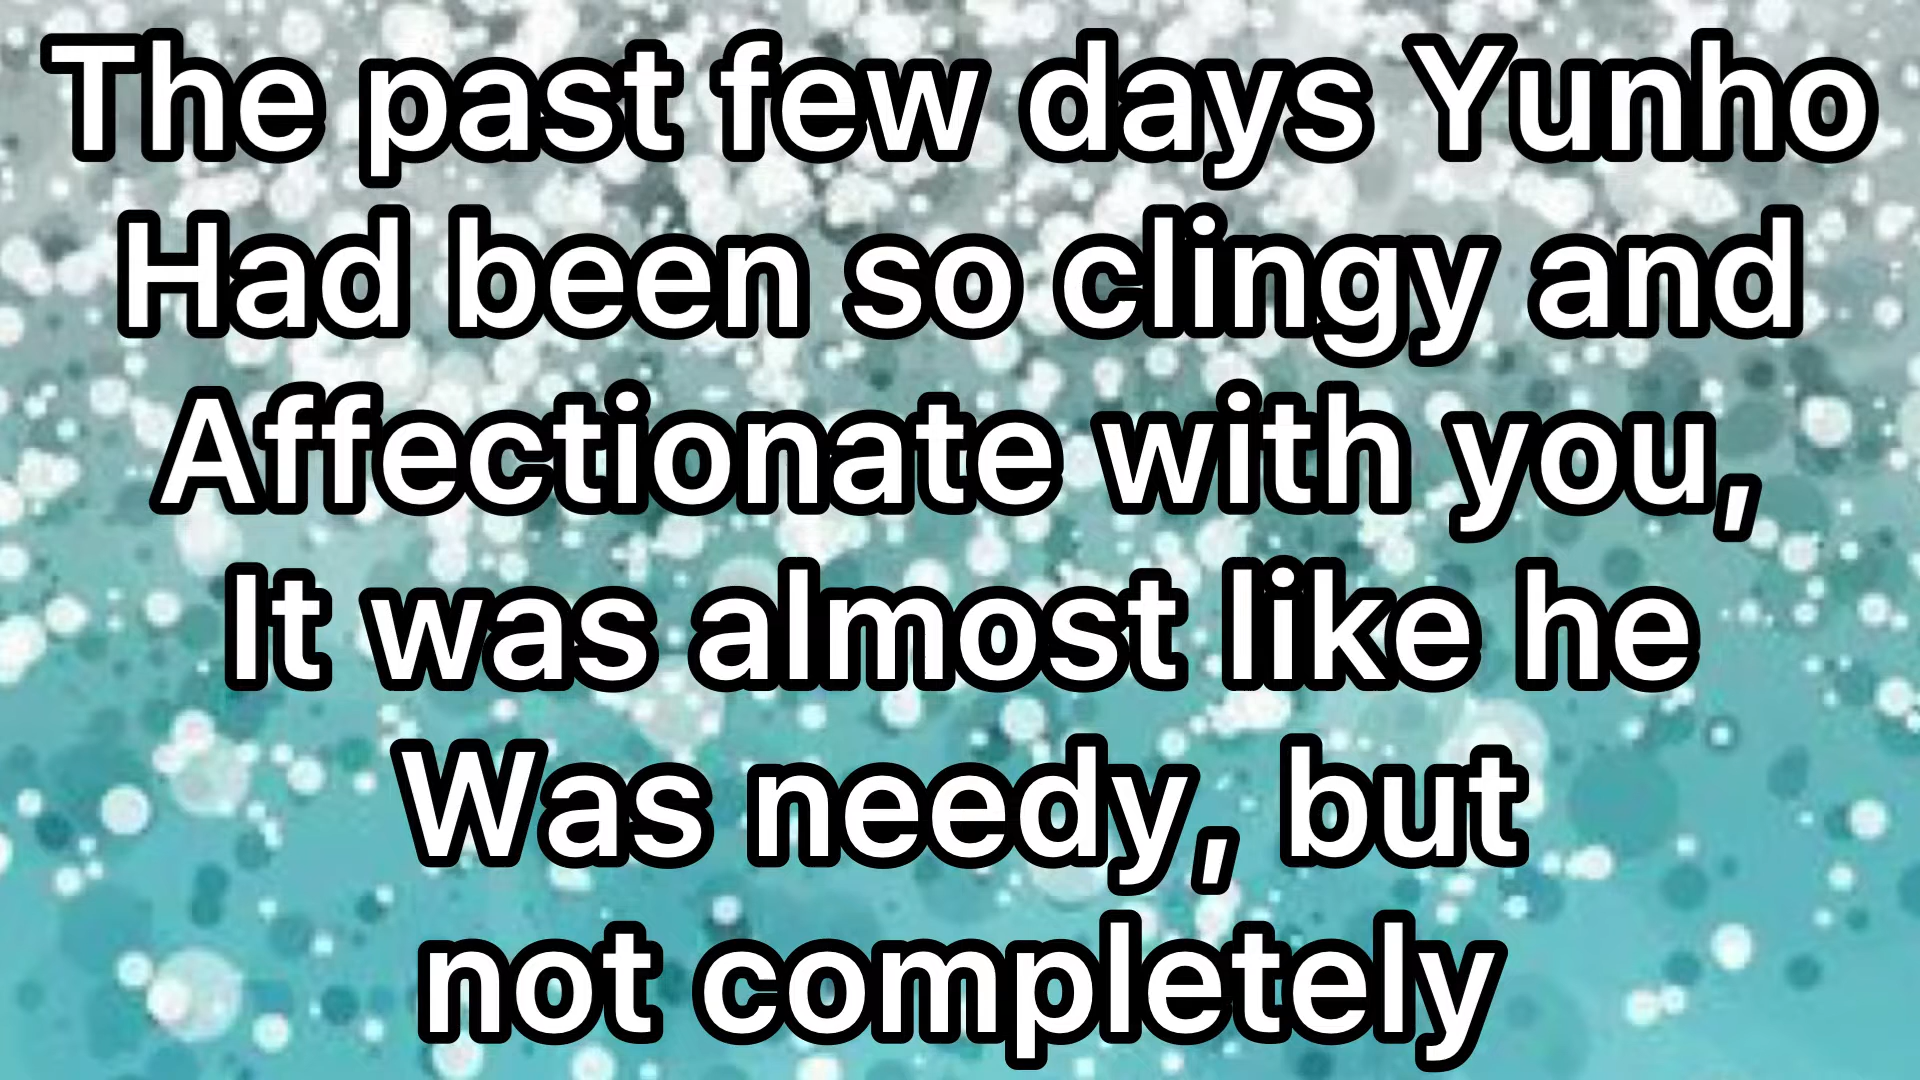 The past few days Yunho
Had been so clingy and
Affectionate with you,
It was almost like he
Was needy, but
not completely